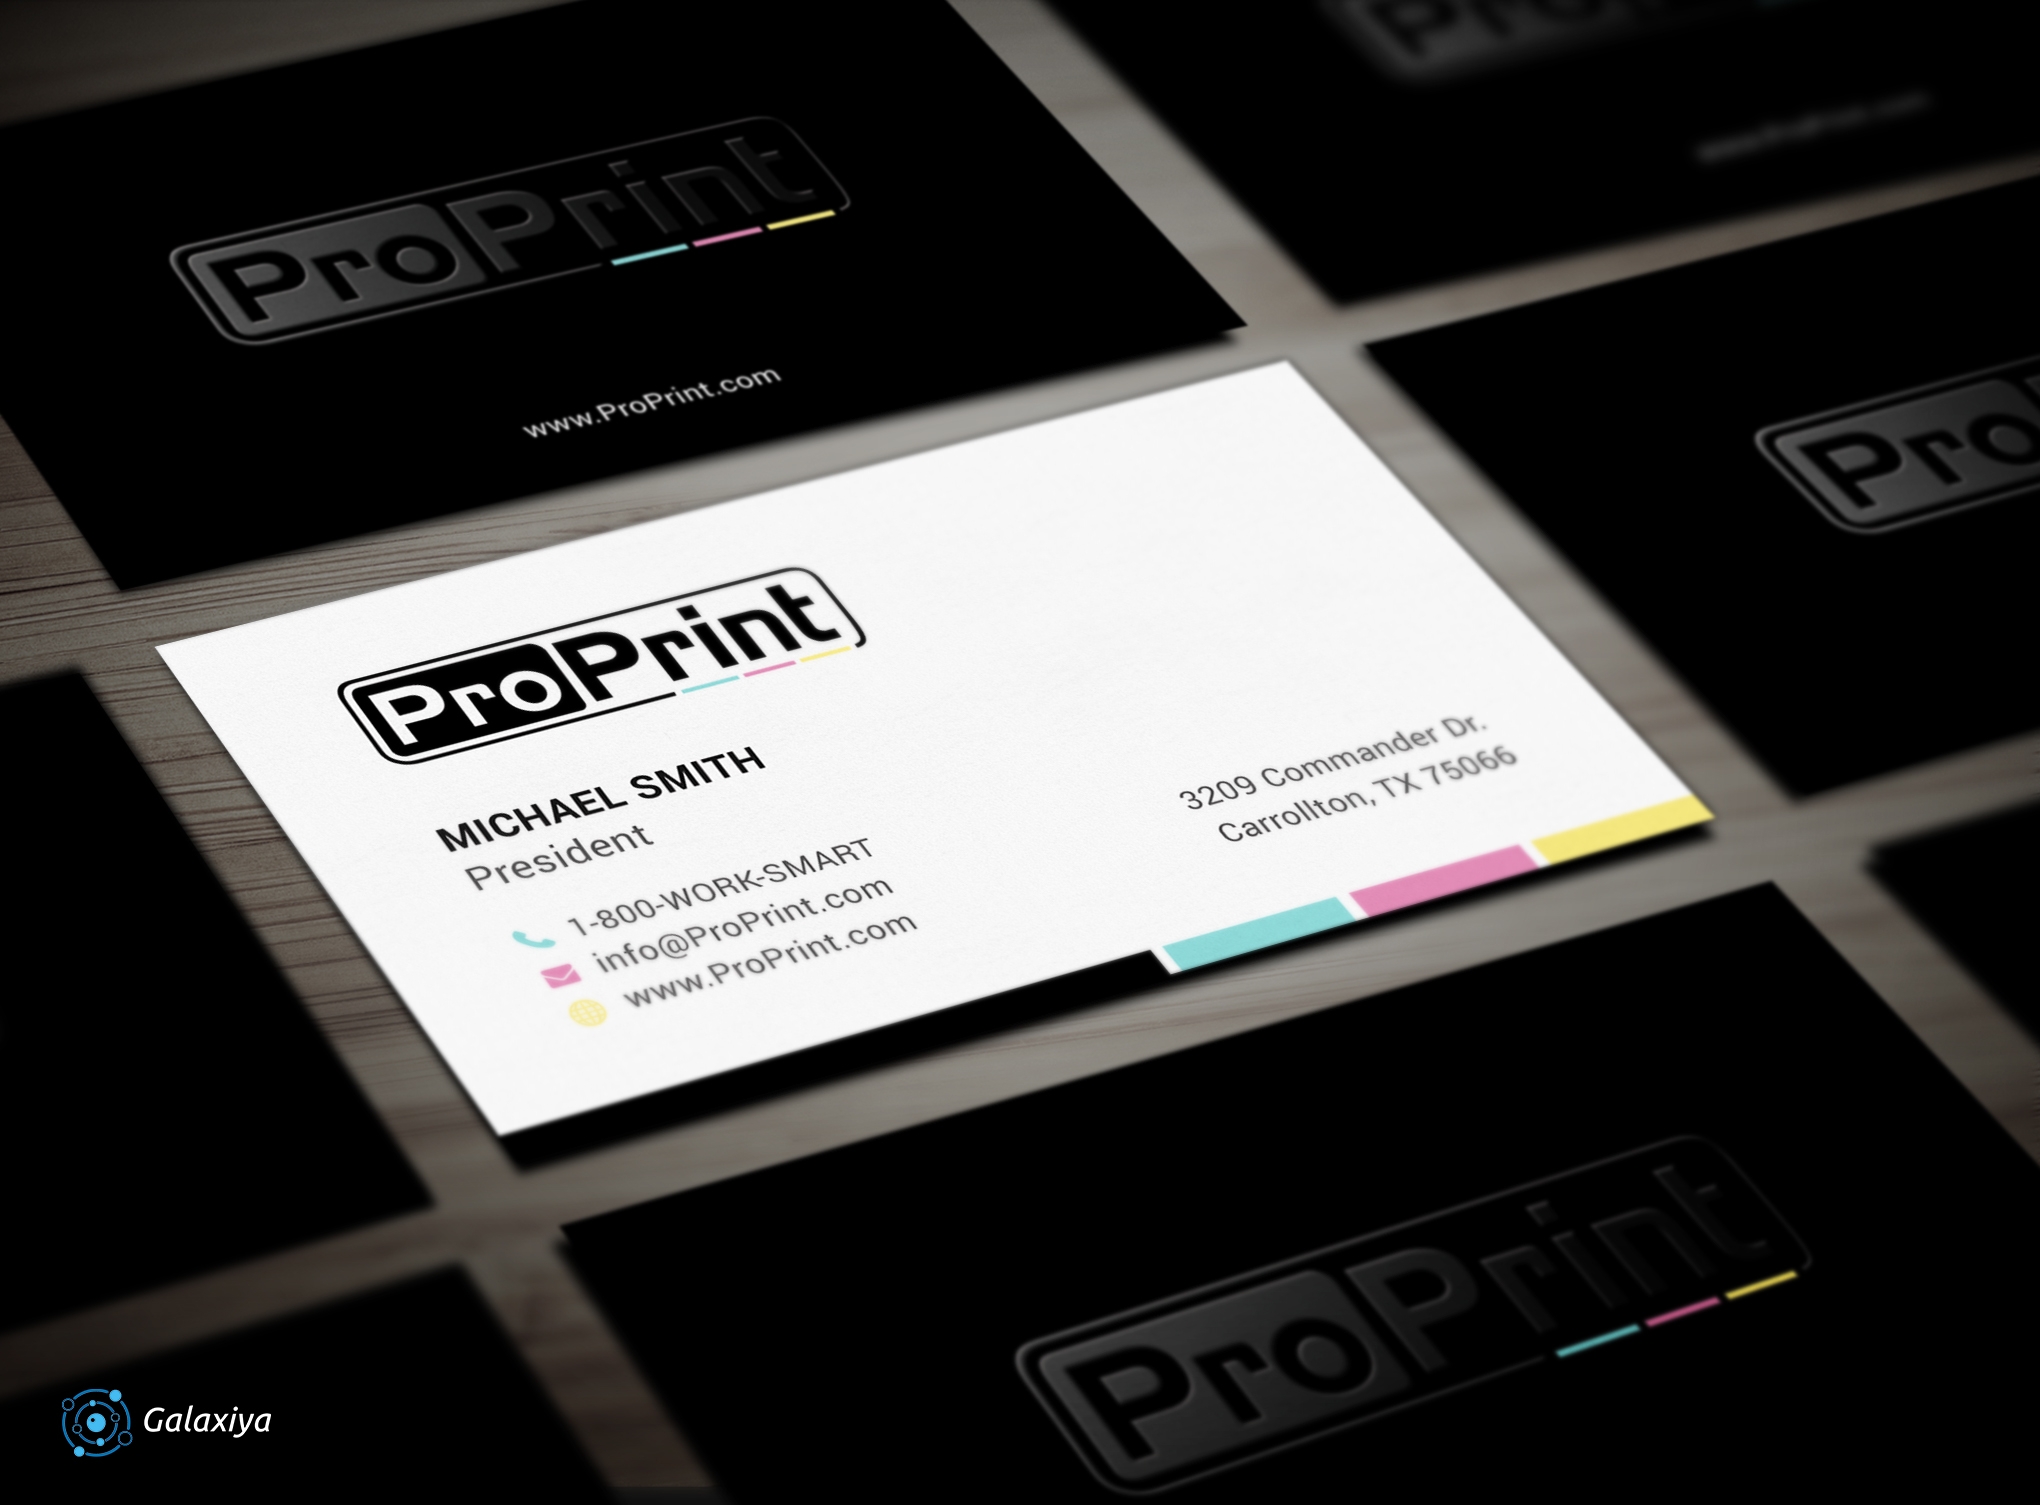 ProPrint
ProPrint
www.ProPrint.com
Pro
ProPrint
MICHAEL SMITH
President
1-800-WORK-SMART
info@ProPrint.com
www.ProPrint.com
3209 Commander Dr.
Carrollton, TX 75066
ProPrint
Galaxiya